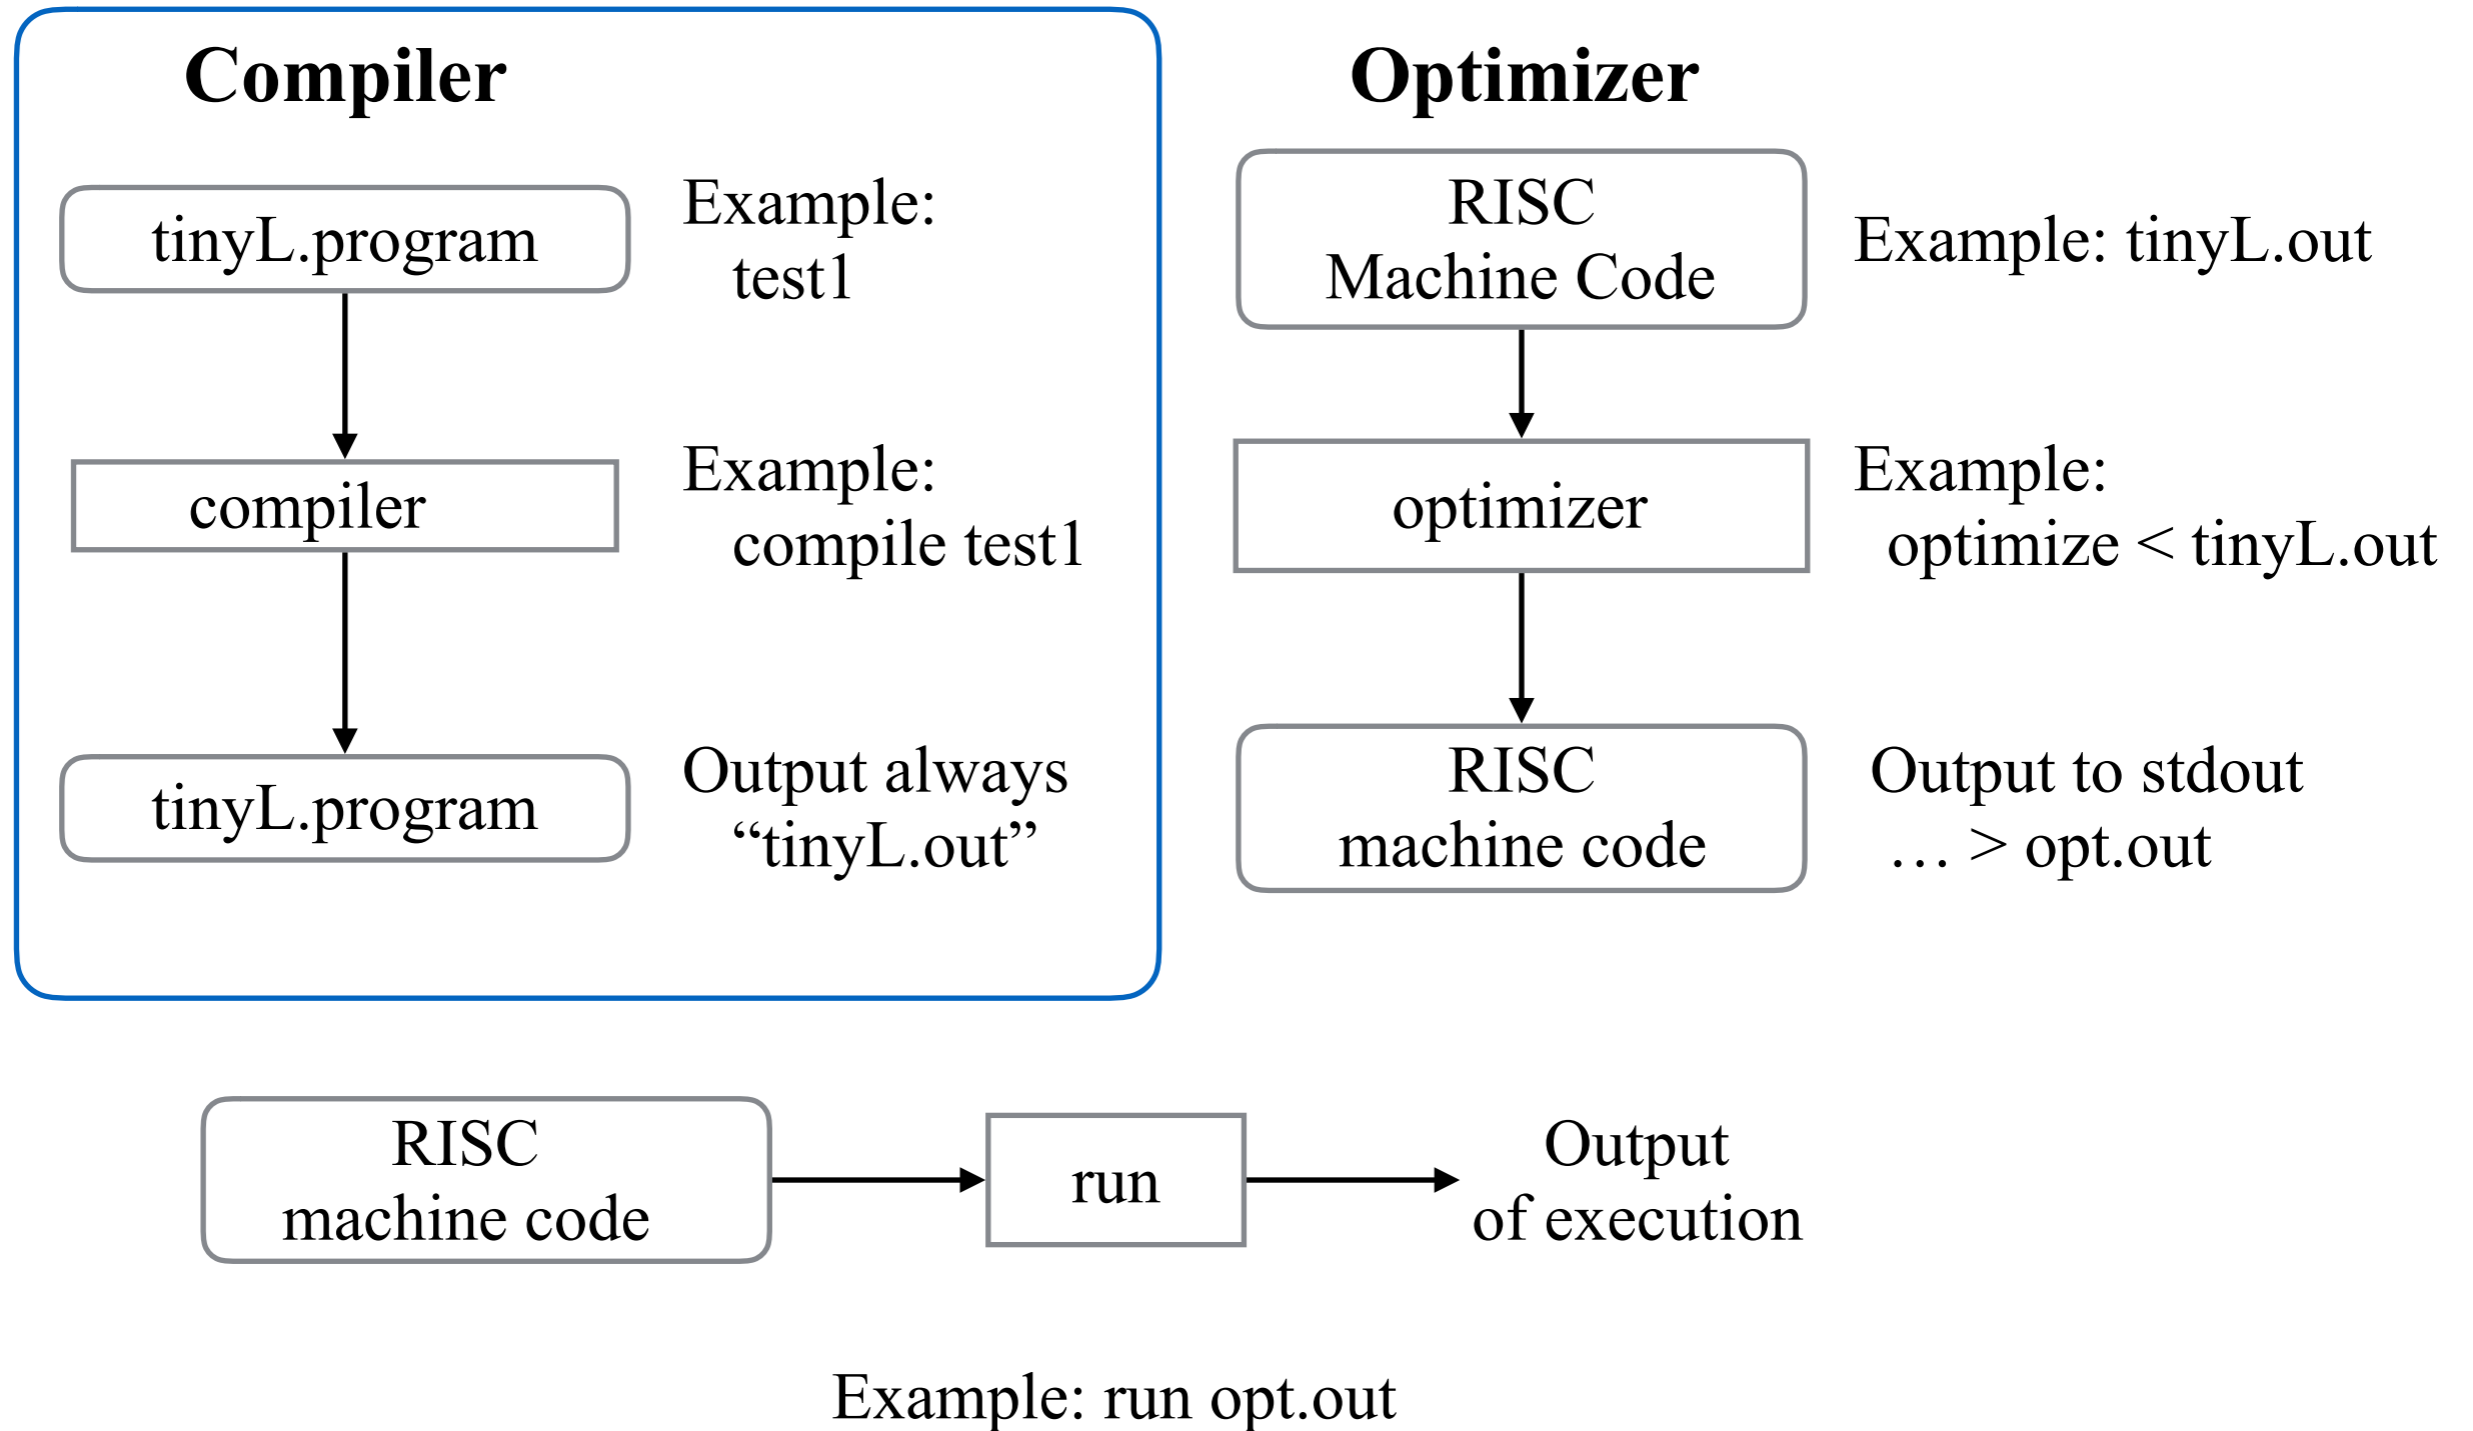 Compiler
tinyL.program
Example:
test1
compiler
Example:
compile test1
tinyL.program
Output always
“tinyL.out”
Optimizer
RISC
Machine Code
Example: tinyL.out
optimizer
Example:
optimize < tinyL.out
RISC
machine code
Output to stdout
… > opt.out
RISC
machine code
run
Output
of execution
Example: run opt.out